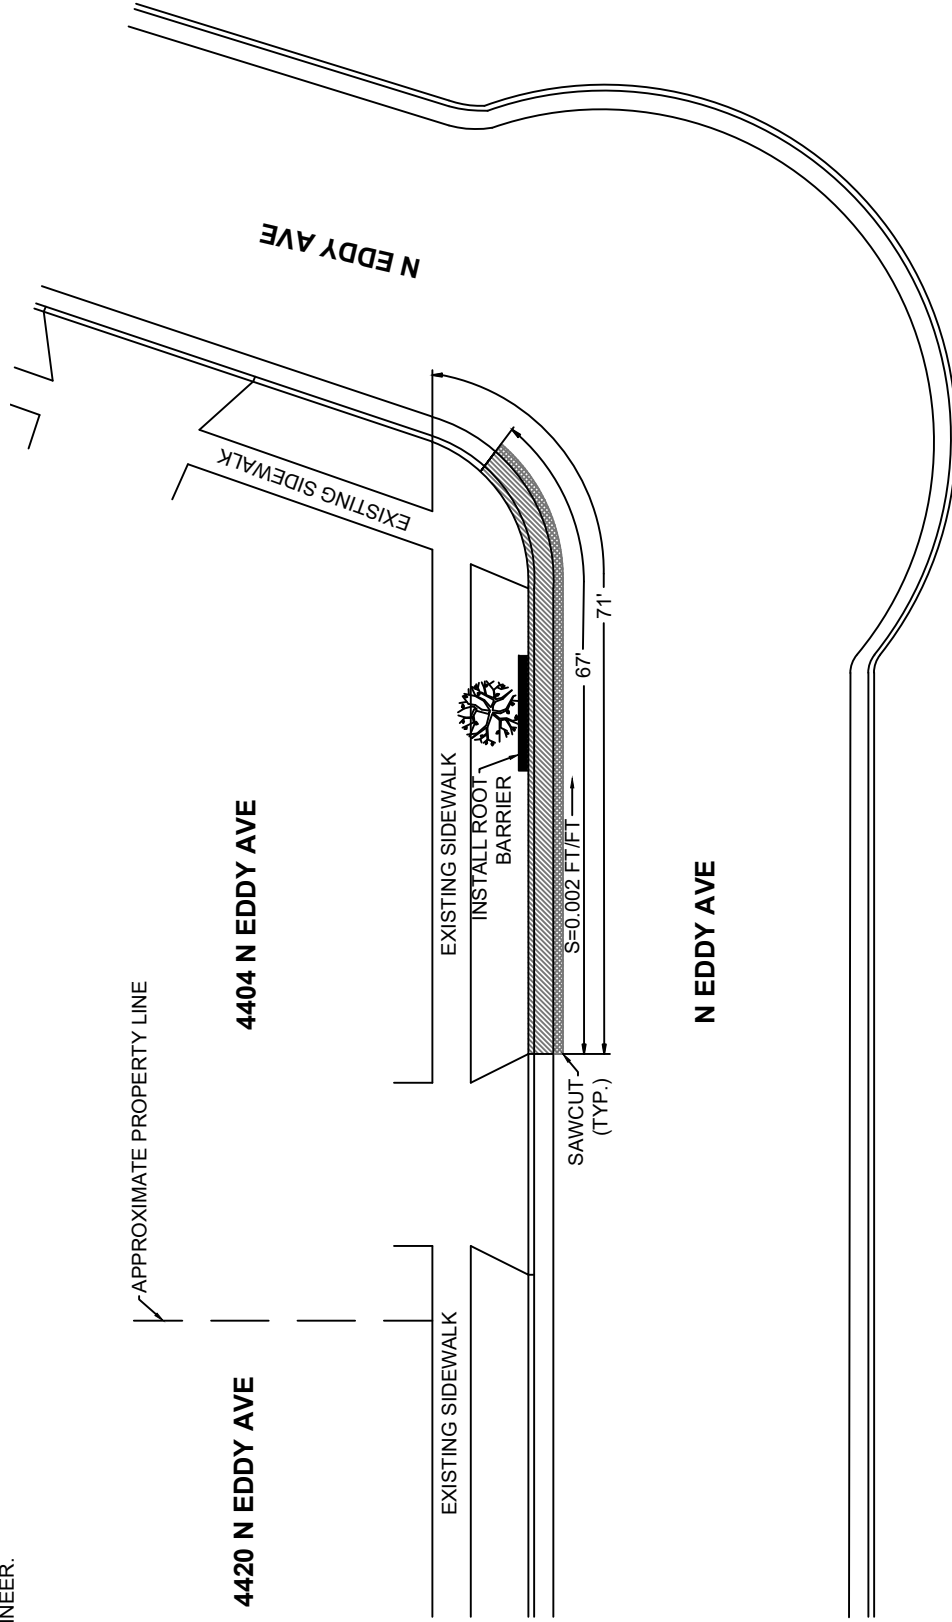 INEER.
4420 N EDDY AVE
APPROXIMATE PROPERTY LINE
4404 N EDDY AVE
EXISTING SIDEWALK
EXISTING SIDEWALK
INSTALL ROOT
BARRIER
EXISTING SIDEWALK
N EDDY AVE
S=0.002 FT/FT
67'
71'
SAWCUT
(TYP.)
N EDDY AVE